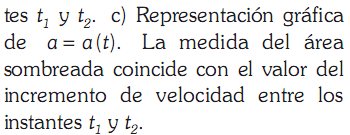 tes t₁ y t₂. c) Representación gráfica
de a = a (t). La medida del área
sombreada coincide con el valor del
incremento de velocidad entre los
instantes t₁ y t₂.